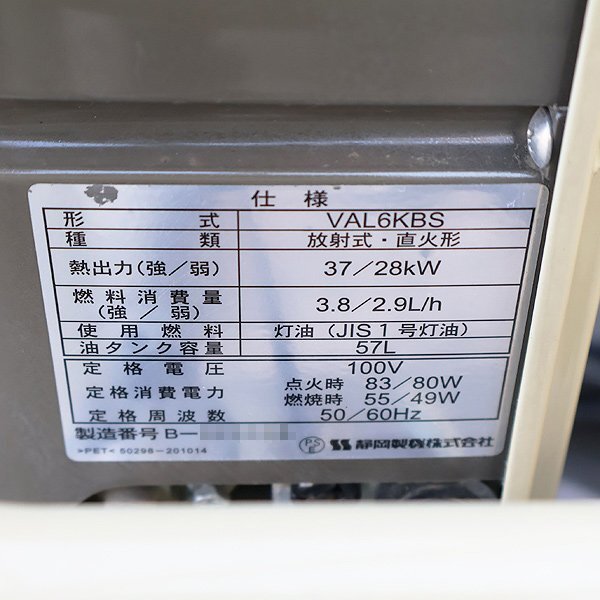 仕様
形式 VAL6KBS
種類 放射式・直火形
熱出力(強／弱) 37／28kW
燃料消費量(強／弱) 3.8／2.9L/h
使用燃料 灯油（JIS１号灯油）
油タンク容量 57L
定格電圧 100V
定格消費電力 点火時 83／80W
燃焼時 55／49W
定格周波数 50／60Hz
製造番号 B－
>PET< 50298-201014
PSE
静岡製機株式会社